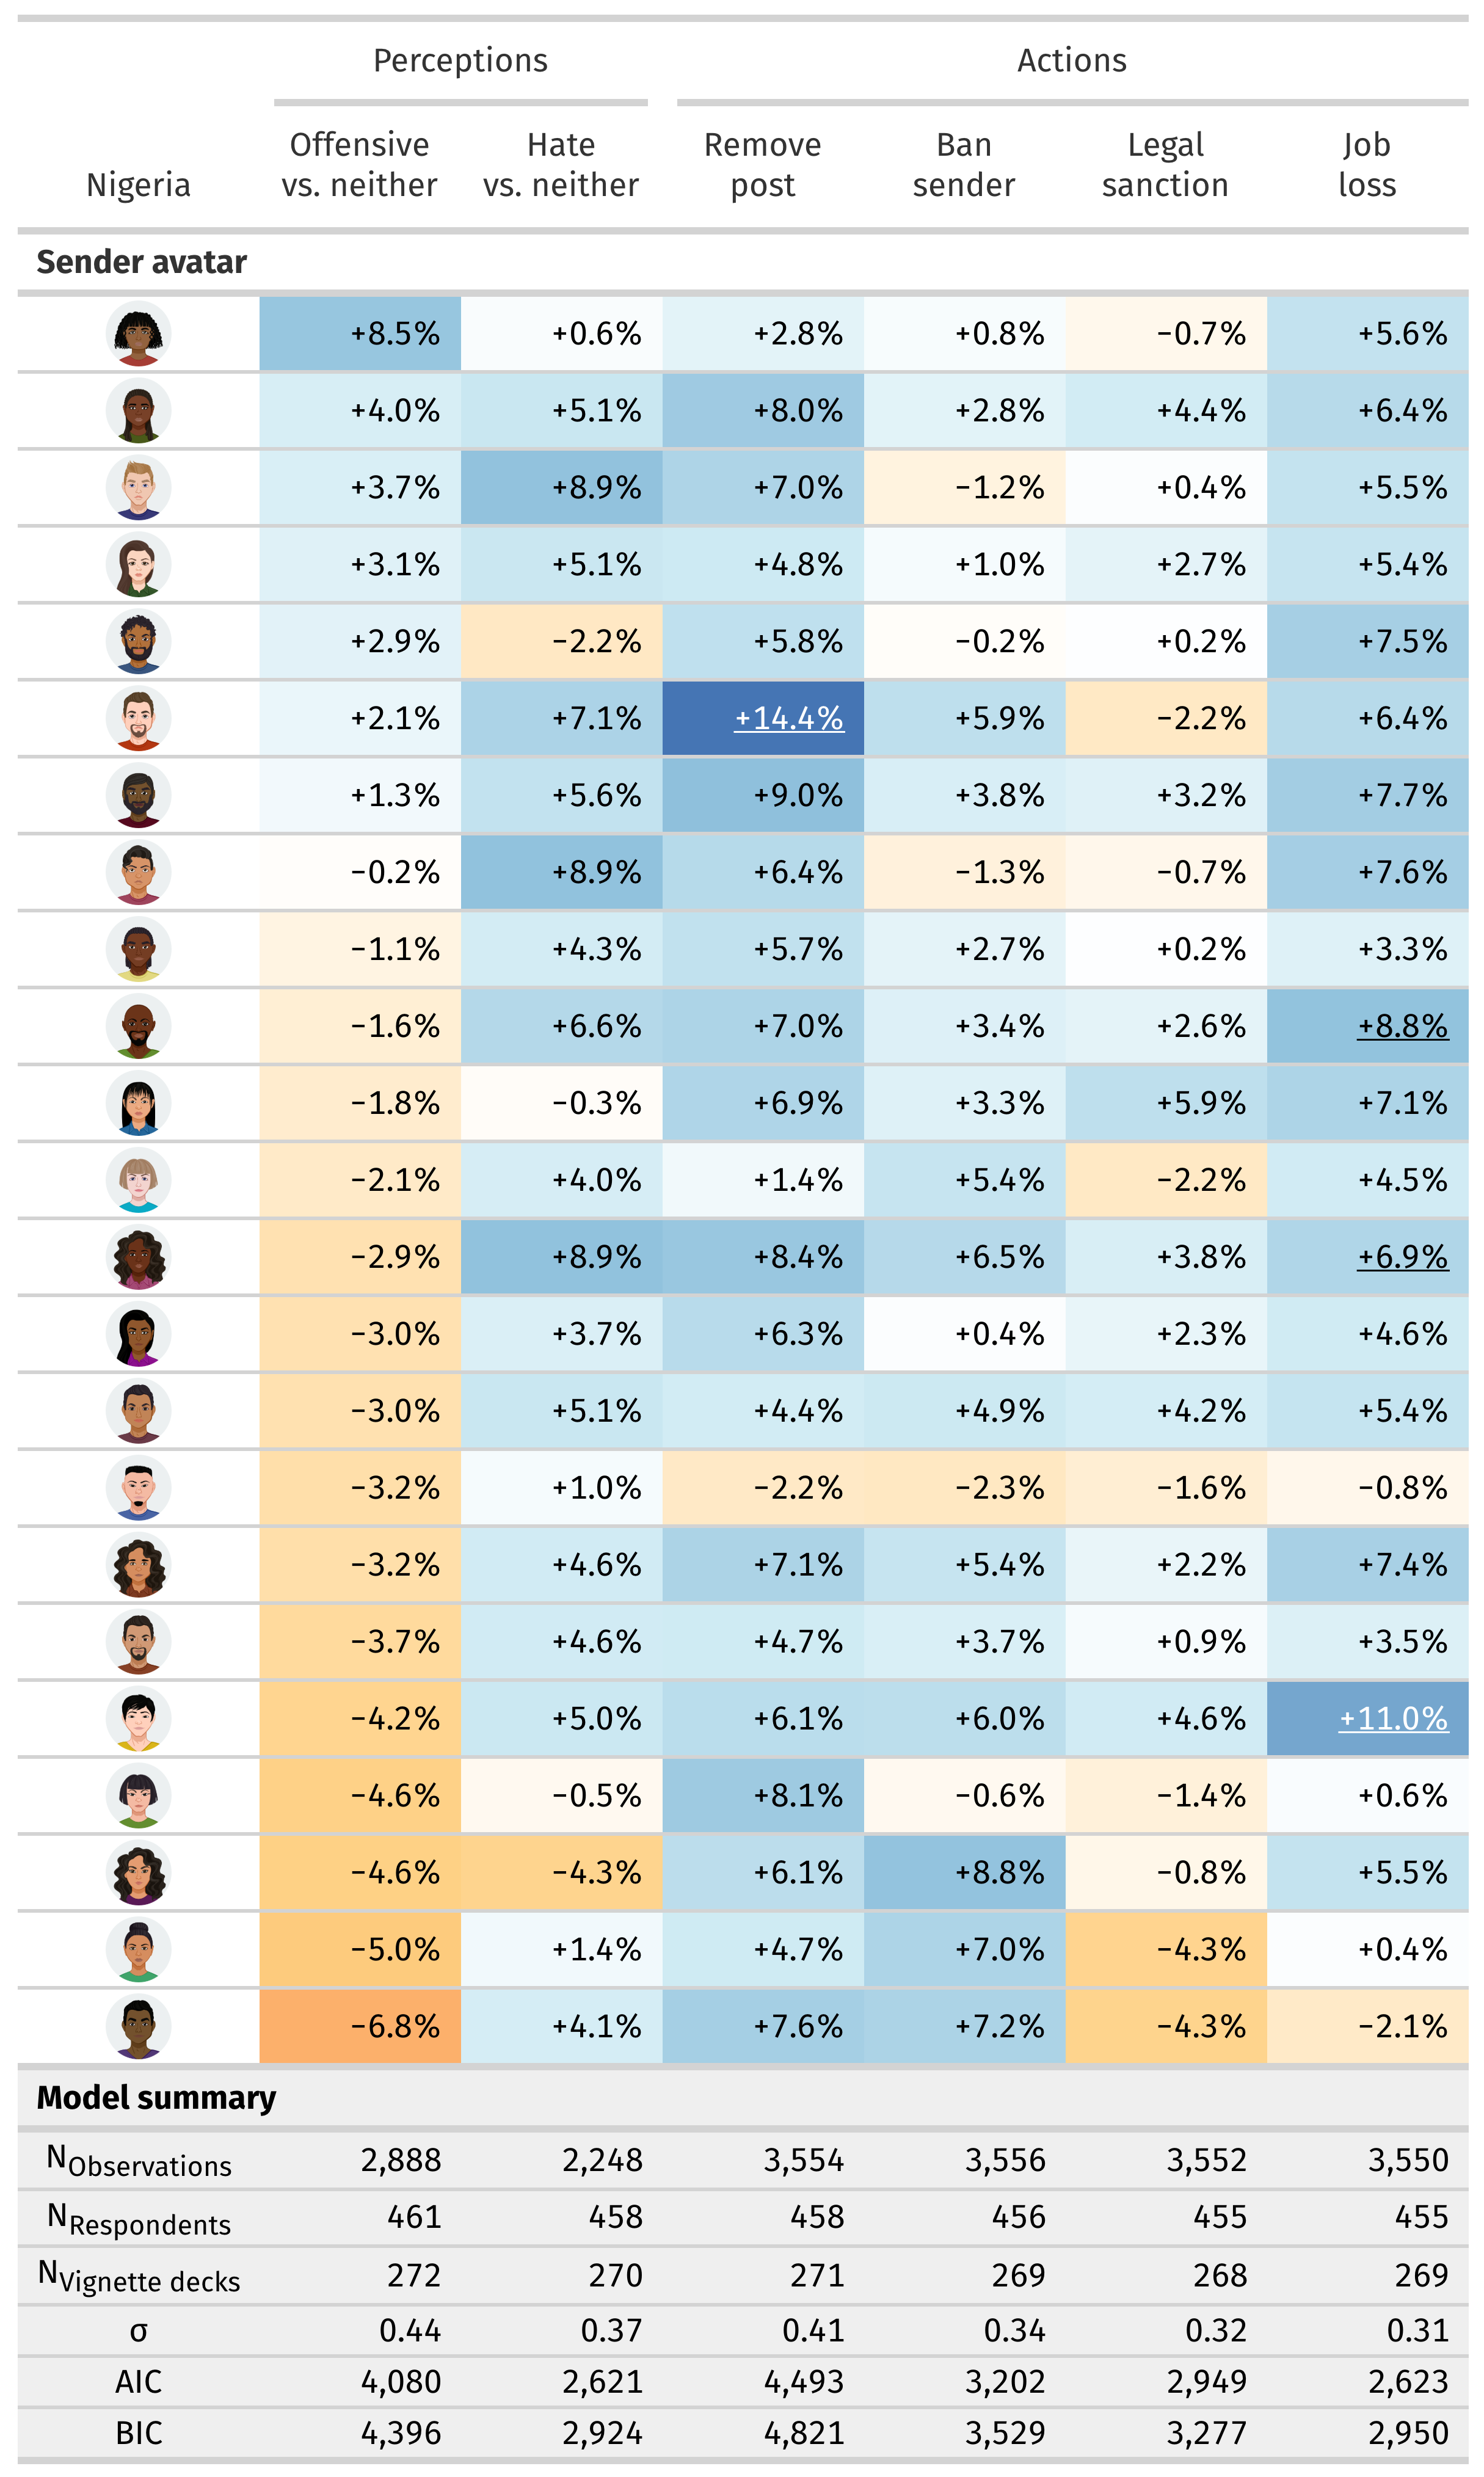 Perceptions Actions
Offensive Hate Remove Ban Legal Job
Nigeria vs. neither vs. neither post sender sanction loss
Sender avatar
+8.5% +0.6% +2.8% +0.8% −0.7% +5.6%
+4.0% +5.1% +8.0% +2.8% +4.4% +6.4%
+3.7% +8.9% +7.0% −1.2% +0.4% +5.5%
+3.1% +5.1% +4.8% +1.0% +2.7% +5.4%
+2.9% −2.2% +5.8% −0.2% +0.2% +7.5%
+2.1% +7.1% +14.4% +5.9% −2.2% +6.4%
+1.3% +5.6% +9.0% +3.8% +3.2% +7.7%
−0.2% +8.9% +6.4% −1.3% −0.7% +7.6%
−1.1% +4.3% +5.7% +2.7% +0.2% +3.3%
−1.6% +6.6% +7.0% +3.4% +2.6% +8.8%
−1.8% −0.3% +6.9% +3.3% +5.9% +7.1%
−2.1% +4.0% +1.4% +5.4% −2.2% +4.5%
−2.9% +8.9% +8.4% +6.5% +3.8% +6.9%
−3.0% +3.7% +6.3% +0.4% +2.3% +4.6%
−3.0% +5.1% +4.4% +4.9% +4.2% +5.4%
−3.2% +1.0% −2.2% −2.3% −1.6% −0.8%
−3.2% +4.6% +7.1% +5.4% +2.2% +7.4%
−3.7% +4.6% +4.7% +3.7% +0.9% +3.5%
−4.2% +5.0% +6.1% +6.0% +4.6% +11.0%
−4.6% −0.5% +8.1% −0.6% −1.4% +0.6%
−4.6% −4.3% +6.1% +8.8% −0.8% +5.5%
−5.0% +1.4% +4.7% +7.0% −4.3% +0.4%
−6.8% +4.1% +7.6% +7.2% −4.3% −2.1%
Model summary
NObservations 2,888 2,248 3,554 3,556 3,552 3,550
NRespondents 461 458 458 456 455 455
NVignette decks 272 270 271 269 268 269
σ 0.44 0.37 0.41 0.34 0.32 0.31
AIC 4,080 2,621 4,493 3,202 2,949 2,623
BIC 4,396 2,924 4,821 3,529 3,277 2,950